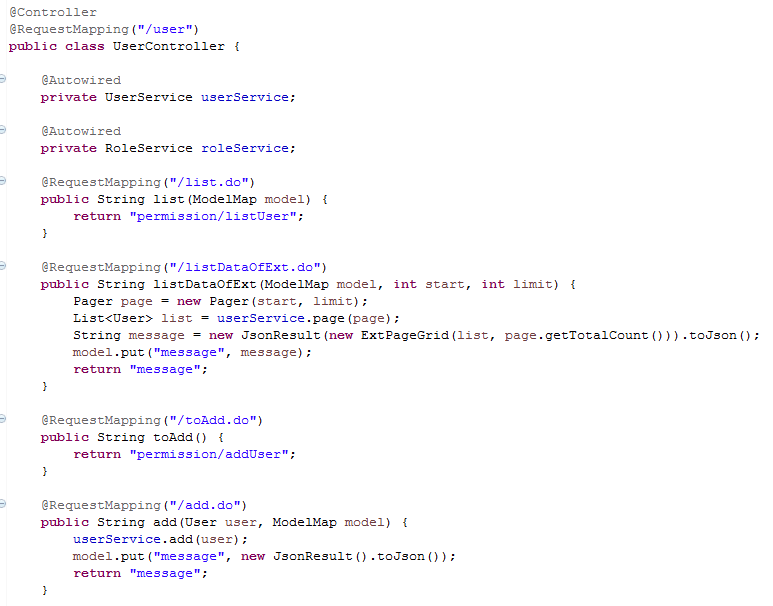 @Controller
@RequestMapping("/user")
public class UserController {
@Autowired
private UserService userService;
@Autowired
private RoleService roleService;
@RequestMapping("/list.do")
public String list(ModelMap model) {
return "permission/listUser";
}
@RequestMapping("/listDataOfExt.do")
public String listDataOfExt(ModelMap model, int start, int limit) {
Pager page = new Pager(start, limit);
List<User> list = userService.page(page);
String message = new JsonResult(new ExtPageGrid(list, page.getTotalCount())).toJson();
model.put("message", message);
return "message";
}
@RequestMapping("/toAdd.do")
public String toAdd() {
return "permission/addUser";
}
@RequestMapping("/add.do")
public String add(User user, ModelMap model) {
userService.add(user);
model.put("message", new JsonResult().toJson());
return "message";
}